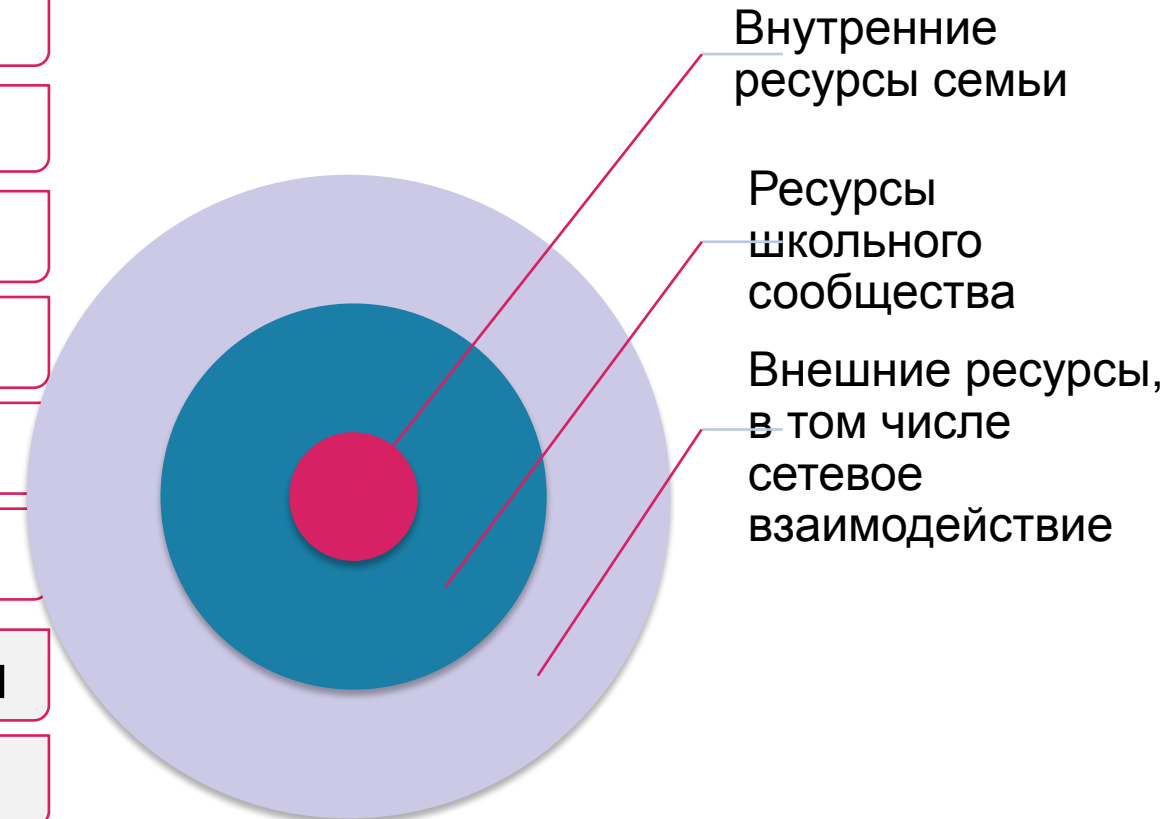 Внутренние
ресурсы семьи
Ресурсы
школьного
сообщества
Внешние ресурсы,
в том числе
сетевое
взаимодействие